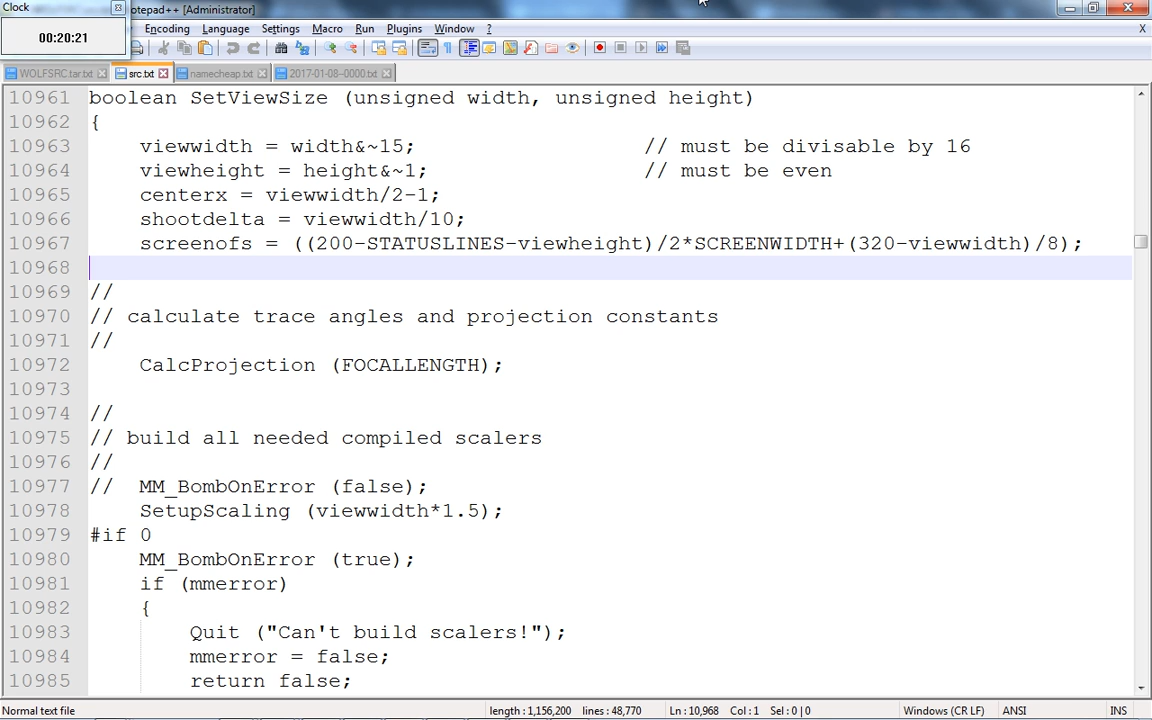 Clock
otepad++ [Administrator]
00:20:21
Encoding Language Settings Macro Run Plugins Window ? X
WOLFSRC.tar.txt src.txt namecheap.txt 2017-01-08--0000.txt
10961 boolean SetViewSize (unsigned width, unsigned height)
10962 {
10963 viewwidth = width&~15; // must be divisable by 16
10964 viewheight = height&~1; // must be even
10965 centerx = viewwidth/2-1;
10966 shootdelta = viewwidth/10;
10967 screenofs = ((200-STATUSLINES-viewheight)/2*SCREENWIDTH+(320-viewwidth)/8);
10968
10969 //
10970 // calculate trace angles and projection constants
10971 //
10972 CalcProjection (FOCALLENGTH);
10973
10974 //
10975 // build all needed compiled scalers
10976 //
10977 // MM_BombOnError (false);
10978 SetupScaling (viewwidth*1.5);
10979 #if 0
10980 MM_BombOnError (true);
10981 if (mmerror)
10982 {
10983 Quit ("Can't build scalers!");
10984 mmerror = false;
10985 return false;
Normal text file length : 1,156,200 lines : 48,770 Ln : 10,968 Col : 1 Sel : 0 | 0 Windows (CR LF) ANSI INS